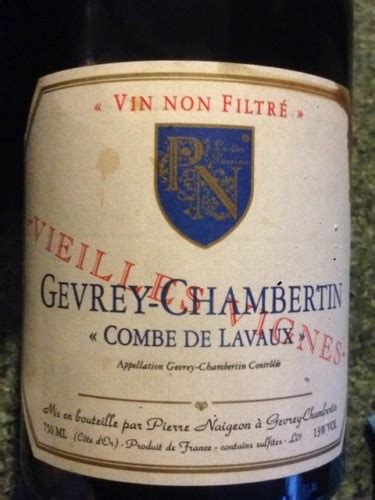 « VIN NON FILTRÉ »
PN
- VIEILLES VIGNES -
GEVREY-CHAMBERTIN
« COMBE DE LAVAUX »
Appellation Gevrey-Chambertin Contrôlée
Mis en bouteille par Pierre Naigeon à Gevrey-Chambertin
750 ML (Côte d'Or) - Produit de France - contains sulfites - L07 13% VOL